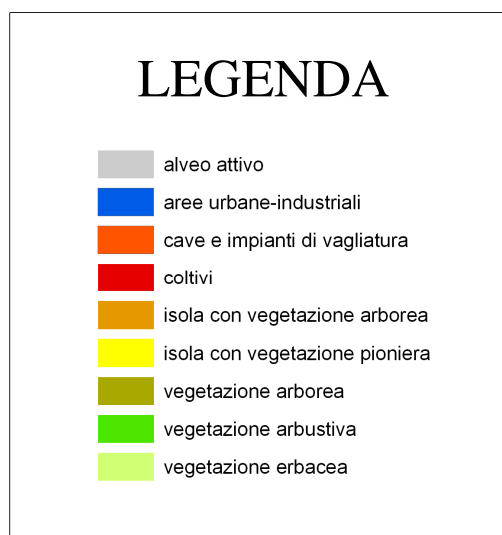 LEGENDA
alveo attivo
aree urbane-industriali
cave e impianti di vagliatura
coltivi
isola con vegetazione arborea
isola con vegetazione pioniera
vegetazione arborea
vegetazione arbustiva
vegetazione erbacea